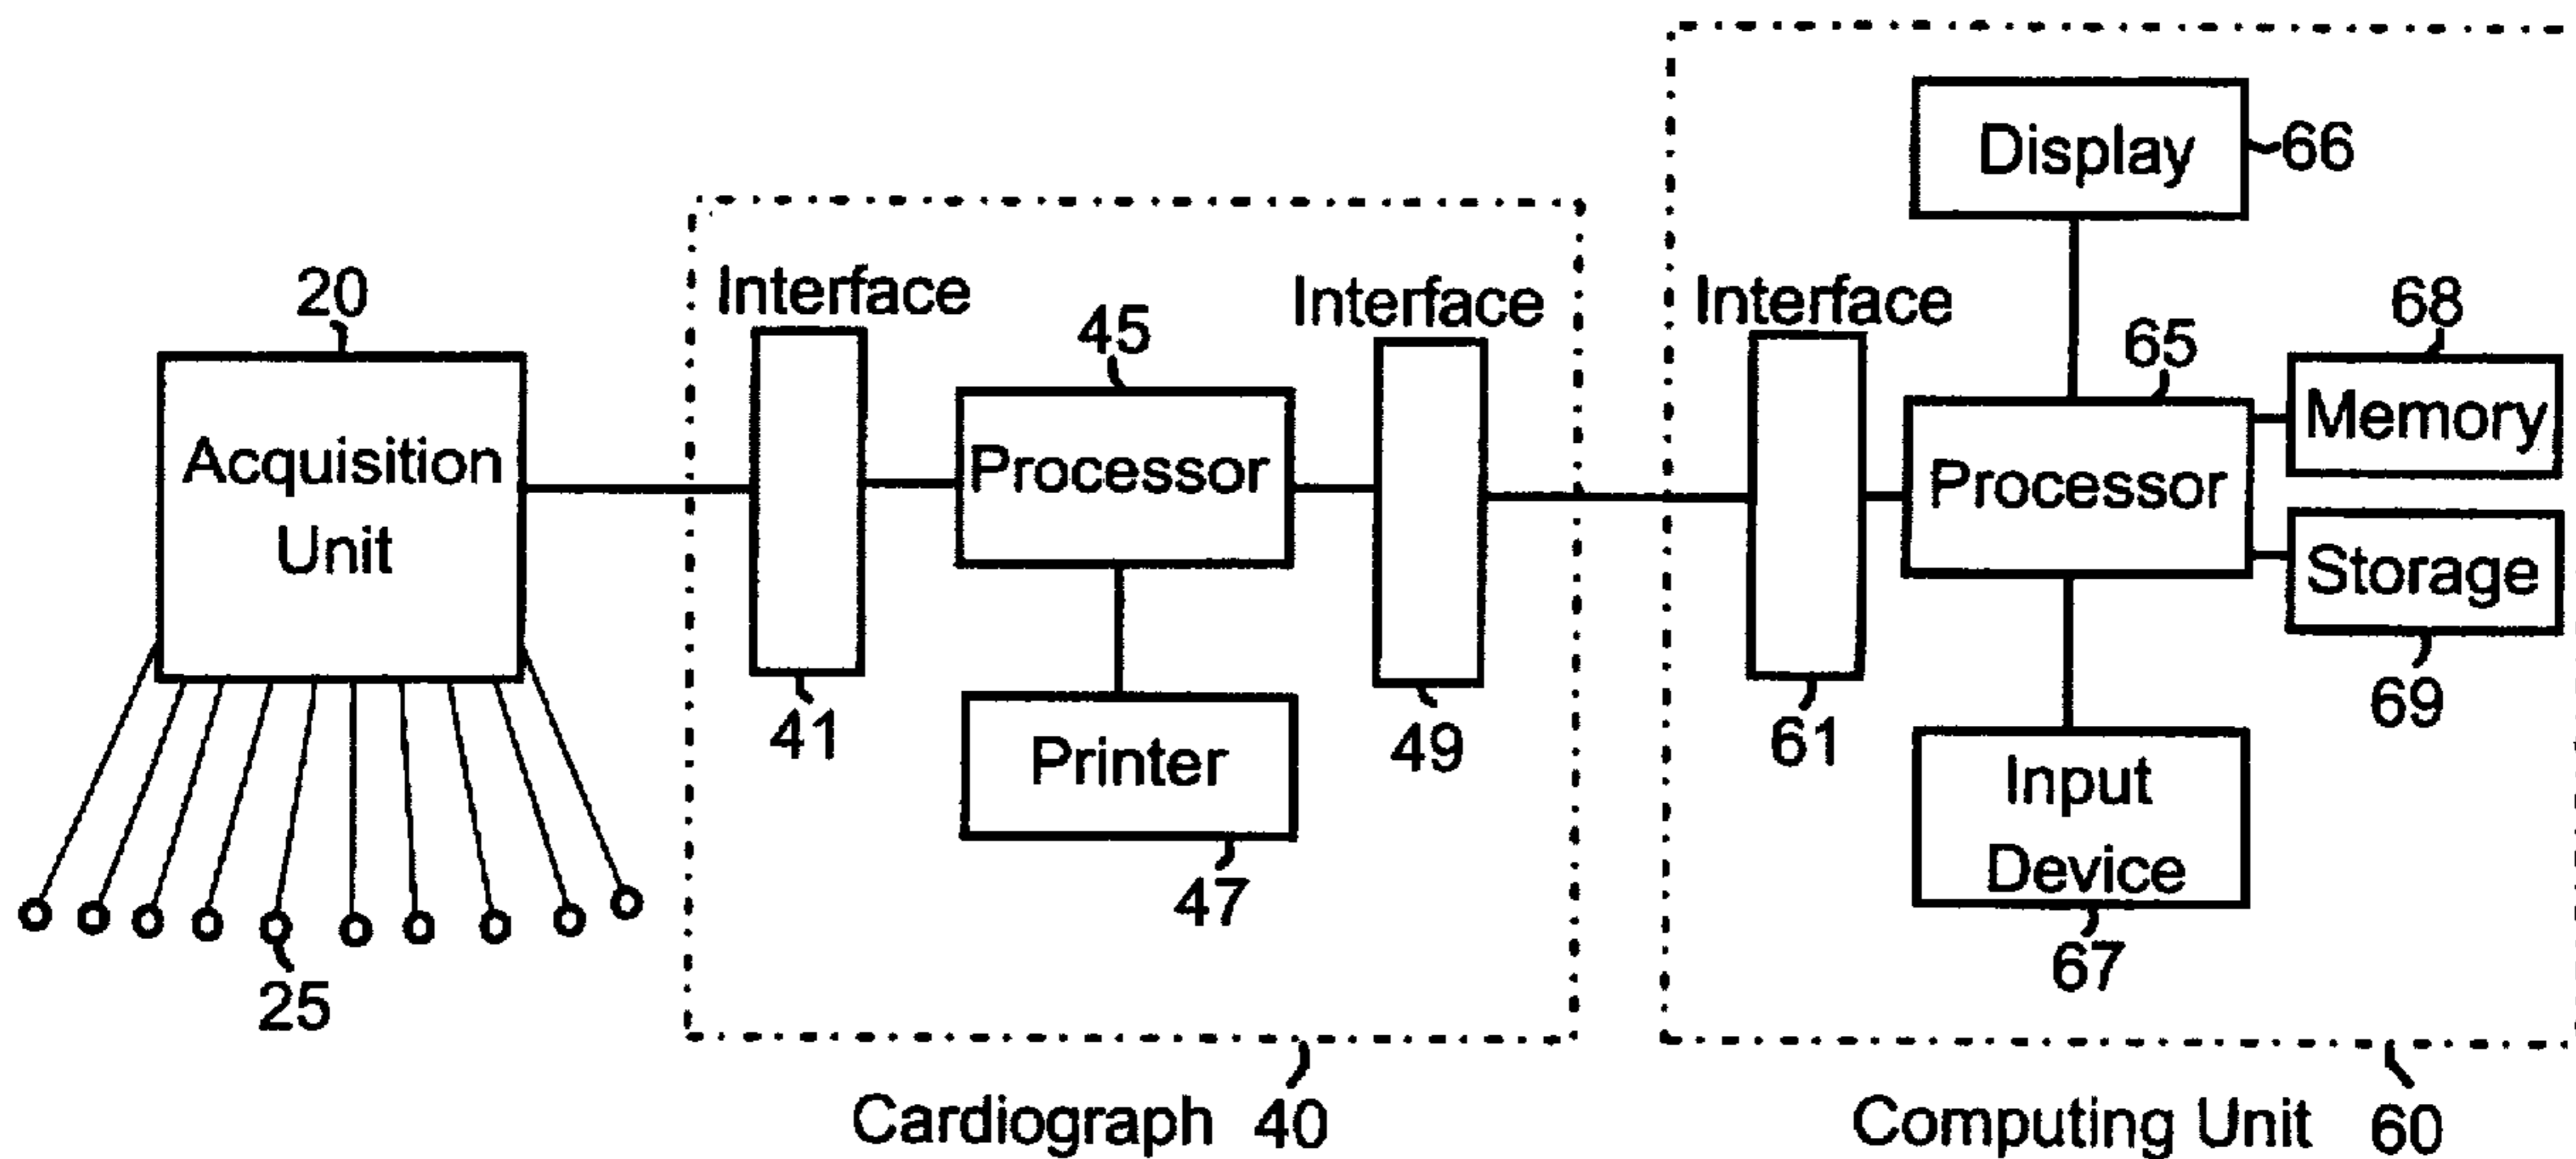 20
Acquisition
Unit
25
Interface
41
45
Processor
Printer
47
Interface
49
Cardiograph 40
Interface
61
Display
66
65
Processor
68
Memory
Storage
69
Input
Device
67
Computing Unit 60